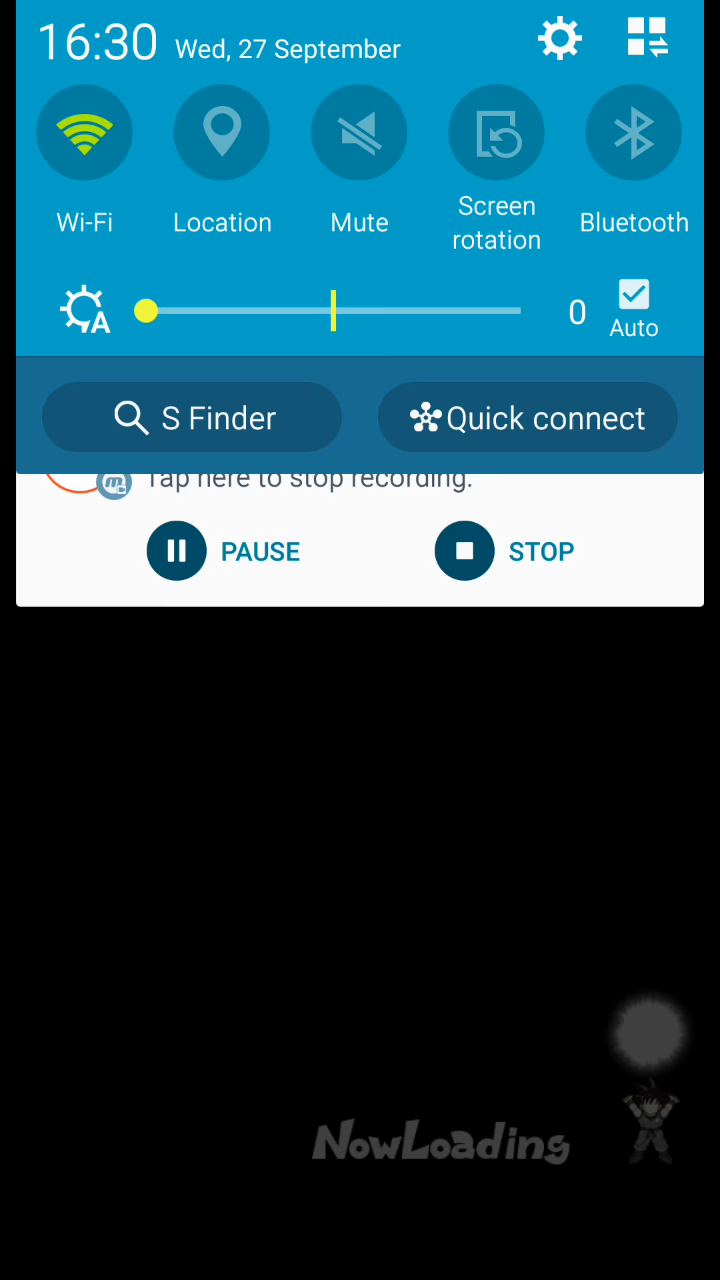 16:30 Wed, 27 September
Wi-Fi
Location
Mute
Screen
rotation
Bluetooth
A
0
Auto
S Finder
Quick connect
Tap here to stop recording.
PAUSE
STOP
NowLoading